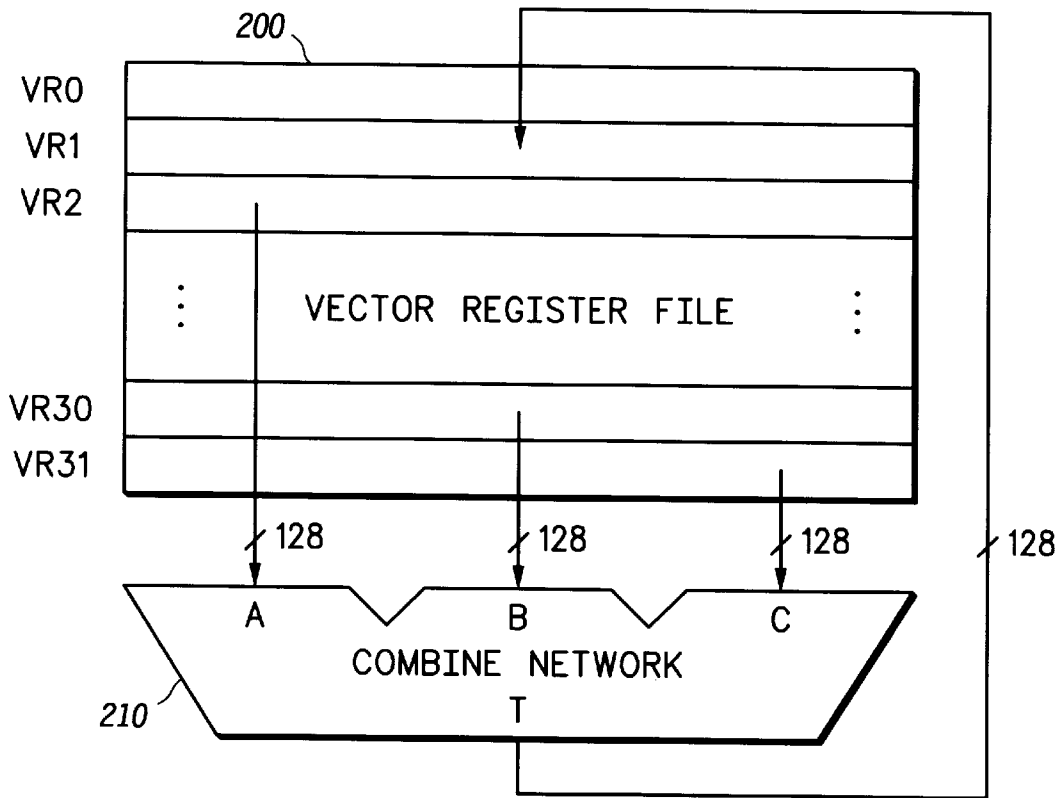 200
VR0
VR1
VR2
⋮ VECTOR REGISTER FILE ⋮
VR30
VR31
128 128 128 128
A B C
COMBINE NETWORK
T
210